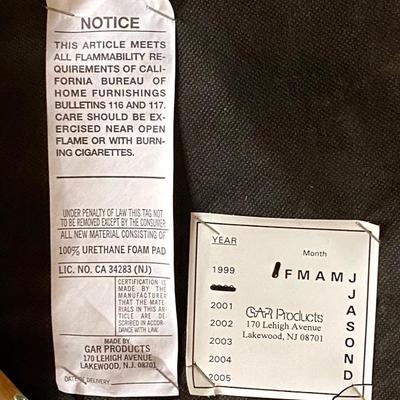 NOTICE
THIS ARTICLE MEETS
ALL FLAMMABILITY RE-
QUIREMENTS OF CALI-
FORNIA BUREAU OF
HOME FURNISHINGS
BULLETINS 116 AND 117.
CARE SHOULD BE EX-
ERCISED NEAR OPEN
FLAME OR WITH BURN-
ING CIGARETTES.
UNDER PENALTY OF LAW THIS TAG NOT
TO BE REMOVED EXCEPT BY THE CONSUMER
ALL NEW MATERIAL CONSISTING OF
100% URETHANE FOAM PAD
LIC. NO. CA 34283 (NJ)
CERTIFICATION IS
MADE BY THE
MANUFACTURER
THAT THE MATE-
RIALS IN THIS AR-
TICLE ARE DE-
SCRIBED IN ACCOR-
DANCE WITH LAW.
MADE BY
GAR PRODUCTS
170 LEHIGH AVENUE
LAKEWOOD, N.J. 08701
DATE OF DELIVERY
YEAR
Month
1999
F M A M J
J
A
S
O
N
D
2001
2002
2003
2004
2005
GAR Products
170 Lehigh Avenue
Lakewood, NJ 08701